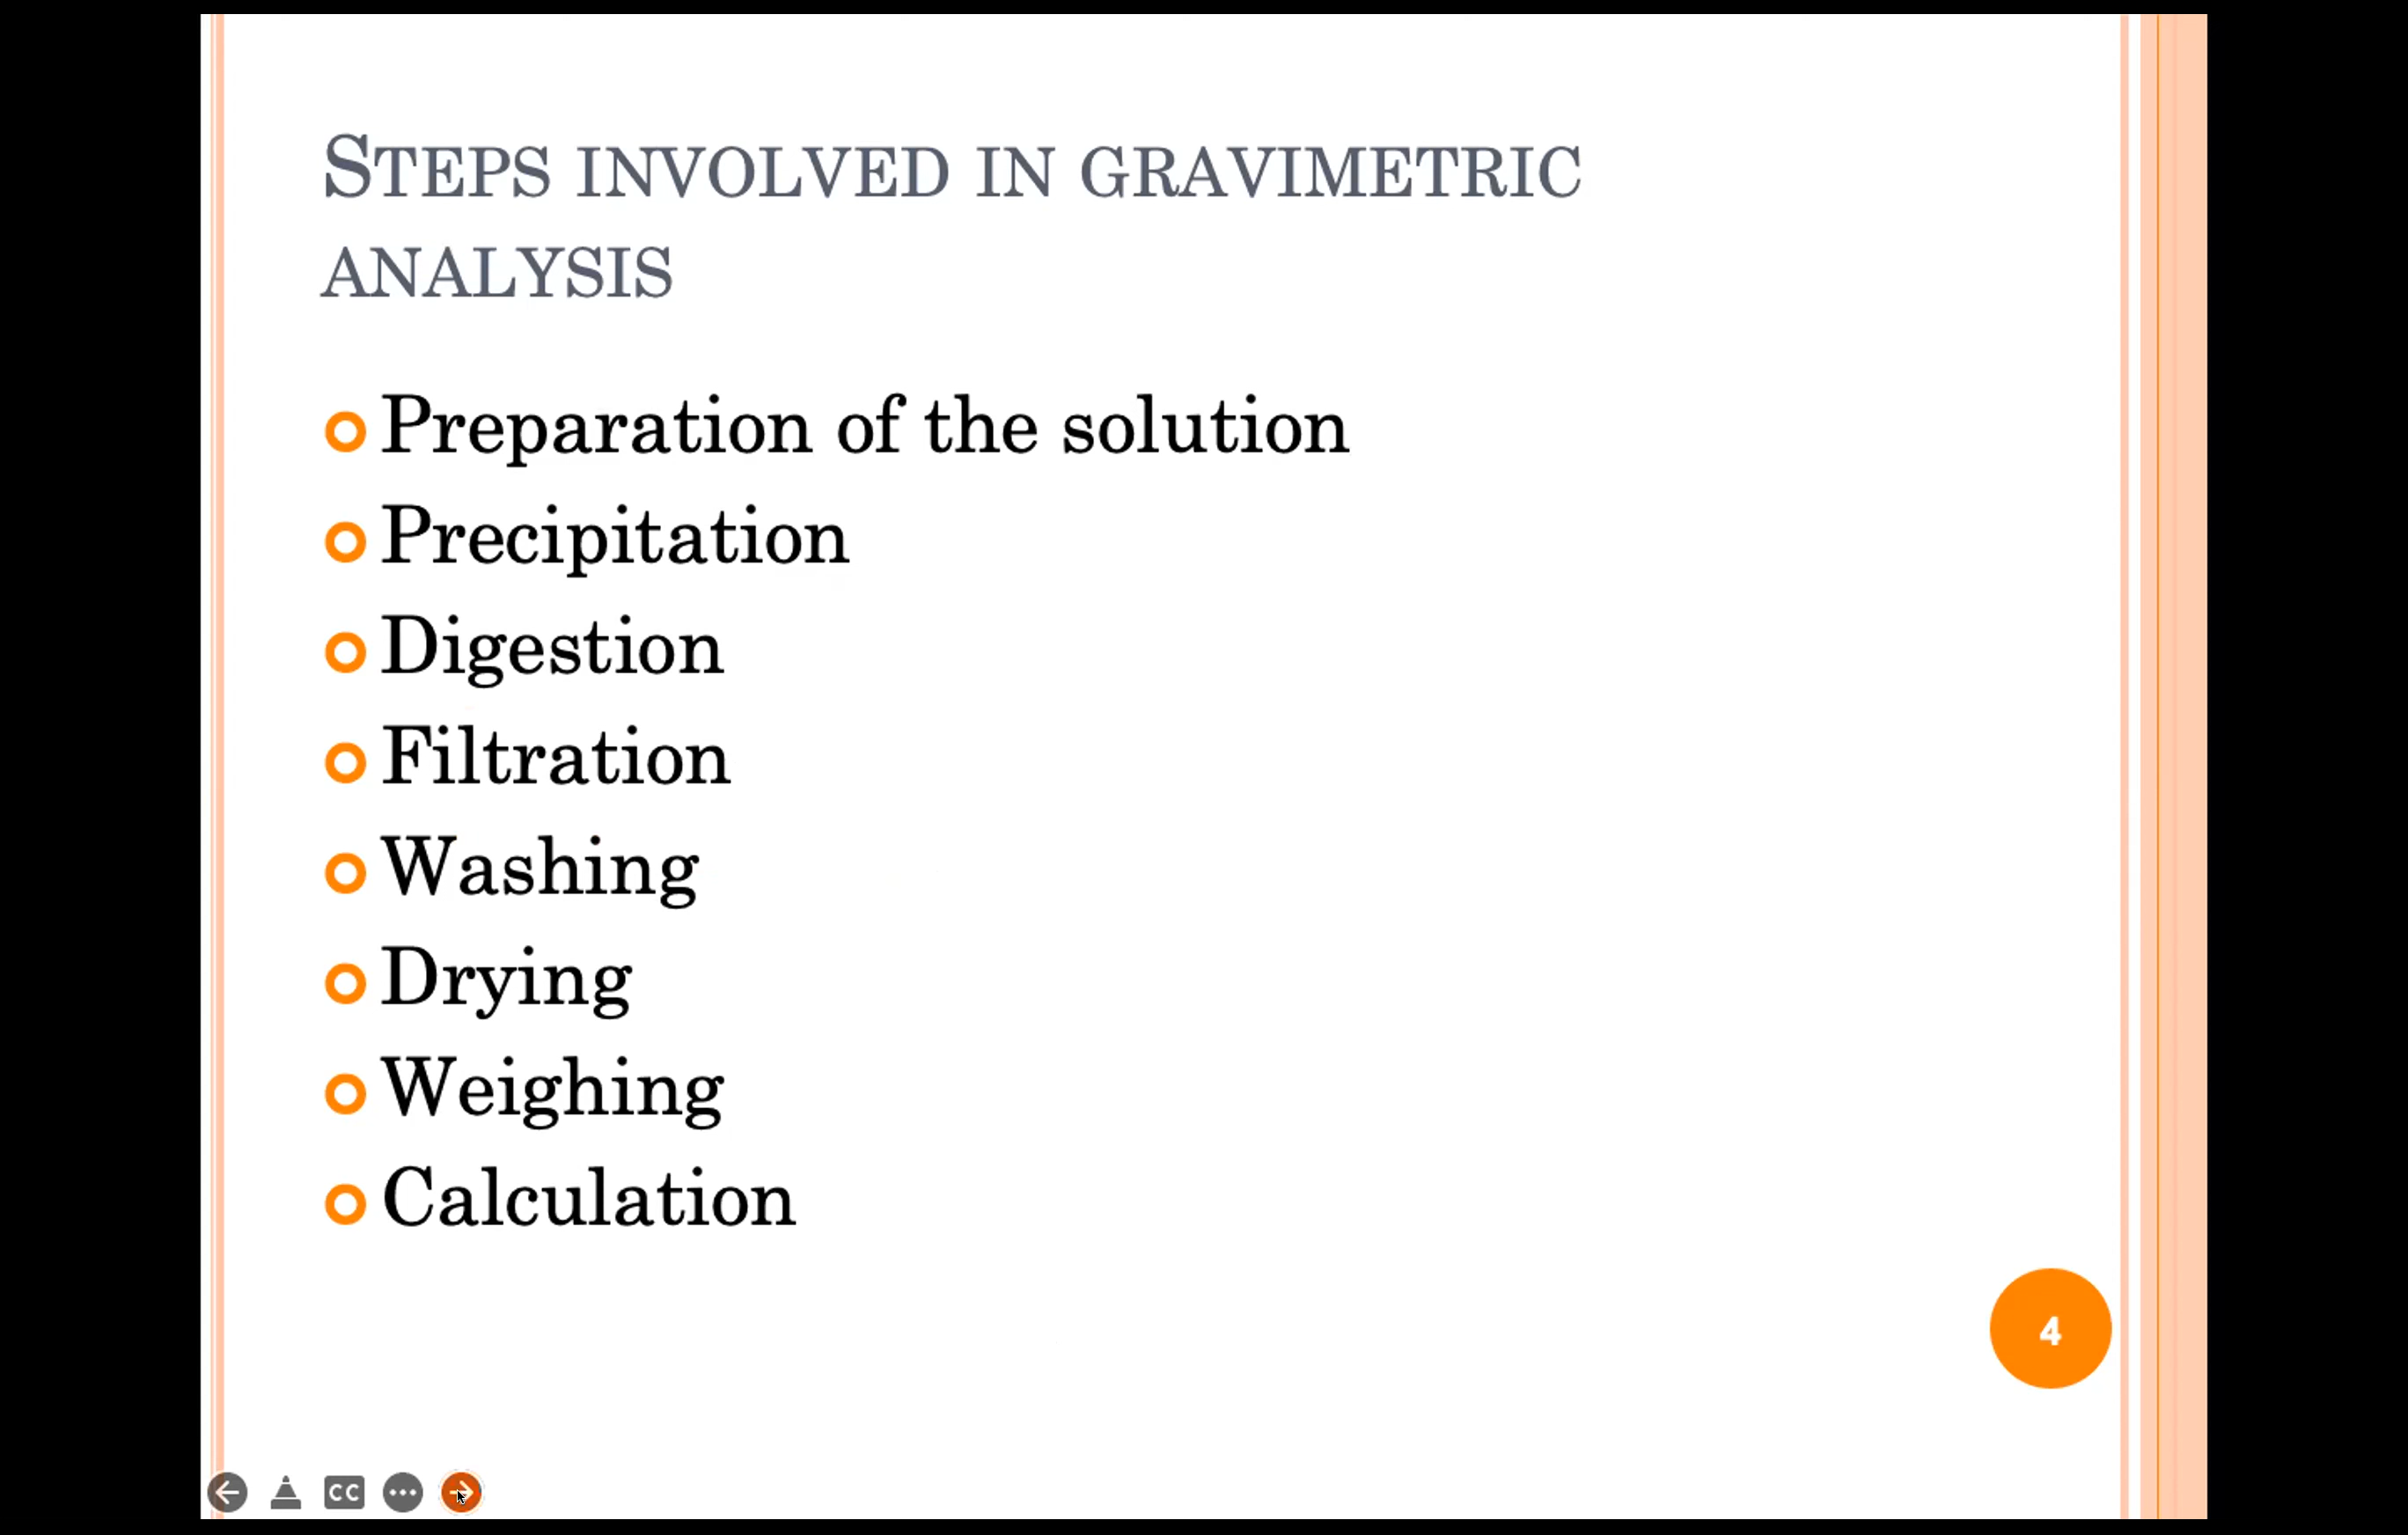 Steps involved in gravimetric
analysis
Preparation of the solution
Precipitation
Digestion
Filtration
Washing
Drying
Weighing
Calculation
4
CC